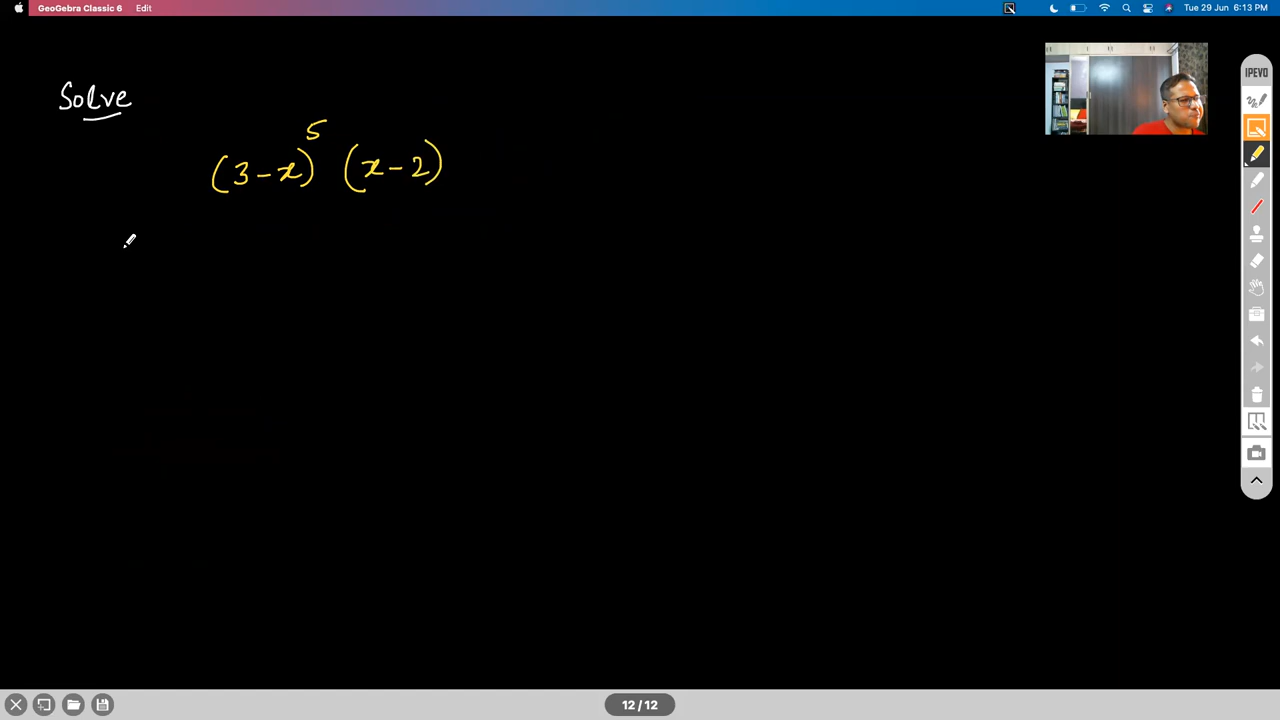 GeoGebra Classic 6 Edit Tue 29 Jun 6:13 PM
IPEVO
Solve
(3-x)⁵ (x-2)
12/12